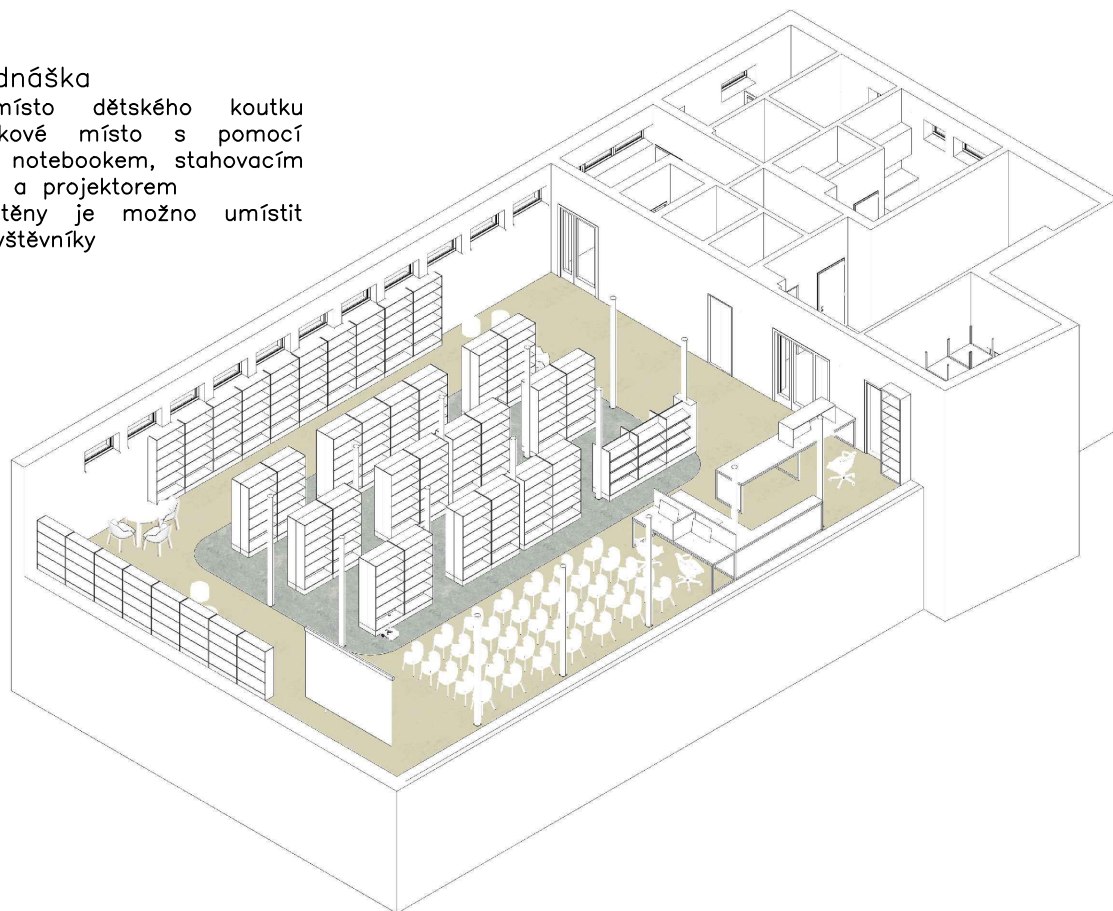 dnáška
místo dětského koutku
kové místo s pomocí
notebookem, stahovacím
a projektorem
těny je možno umístit
vštěvníky